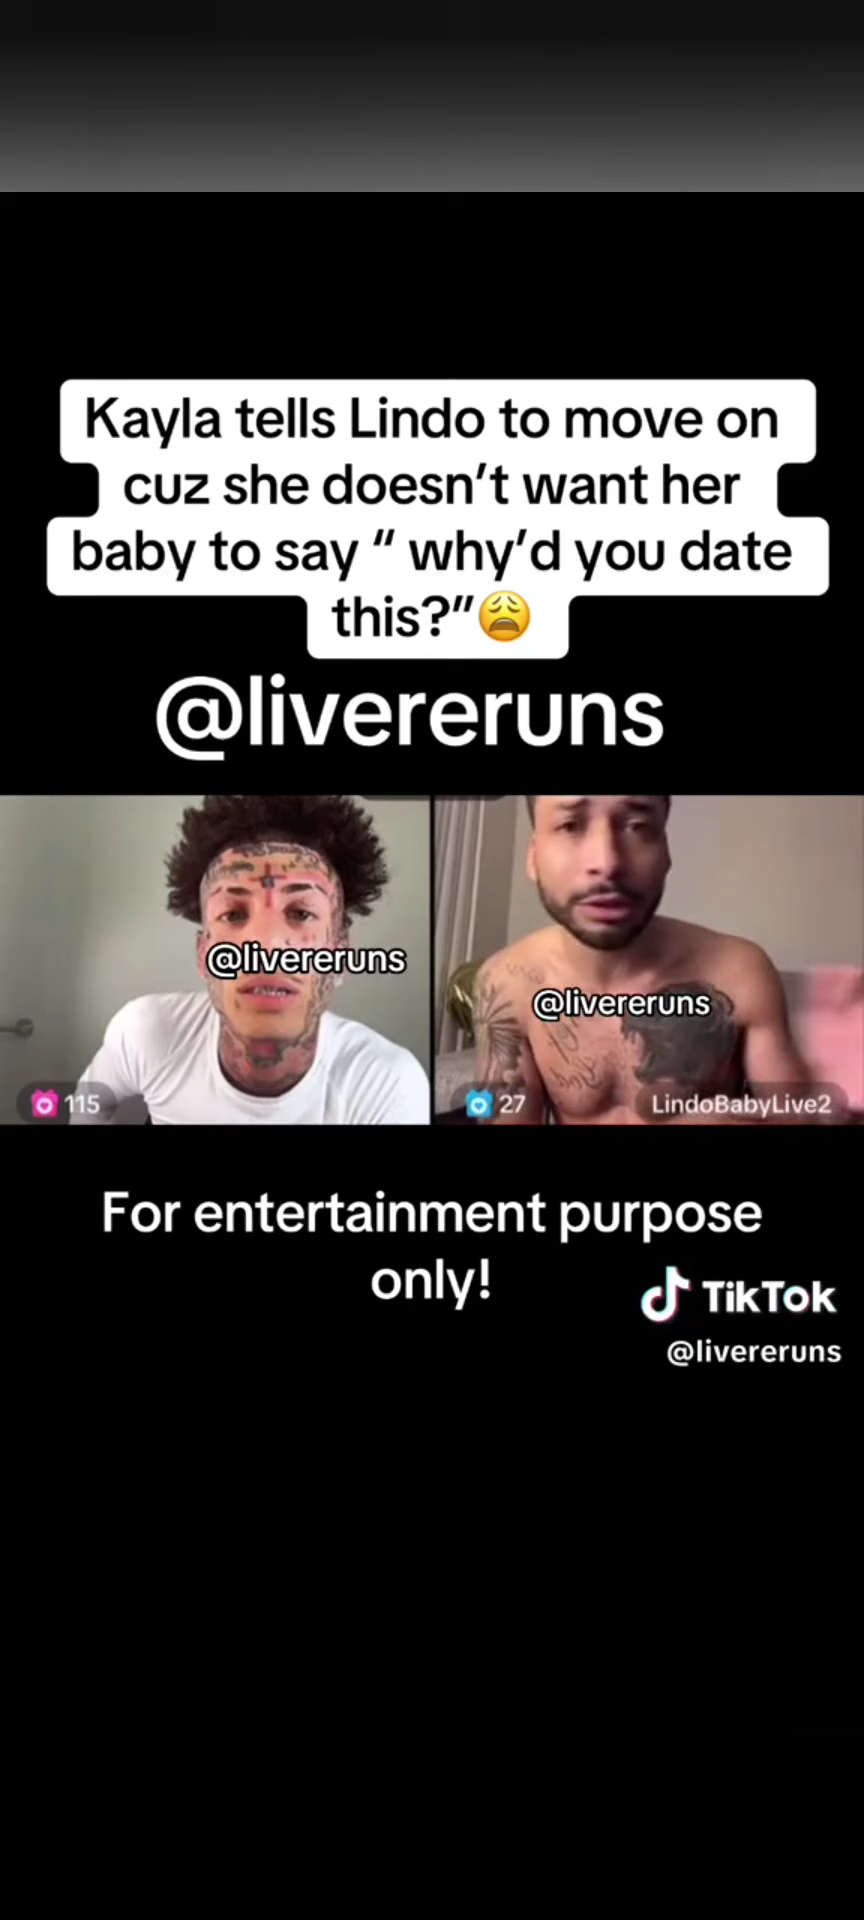 Kayla tells Lindo to move on
cuz she doesn’t want her
baby to say “ why’d you date
this?”😩
@livereruns
@livereruns
@livereruns
115
27
LindoBabyLive2
For entertainment purpose
only!
TikTok
@livereruns